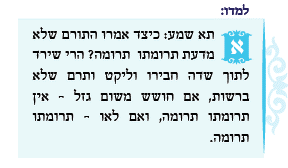 למדו:
א
תא שמע: כיצד אמרו התורם שלא
מדעת תרומתו תרומה? הרי שירד
לתוך שדה חבירו וליקט ותרם שלא
ברשות, אם חושש משום גזל - אין
תרומתו תרומה, ואם לאו - תרומתו
תרומה.